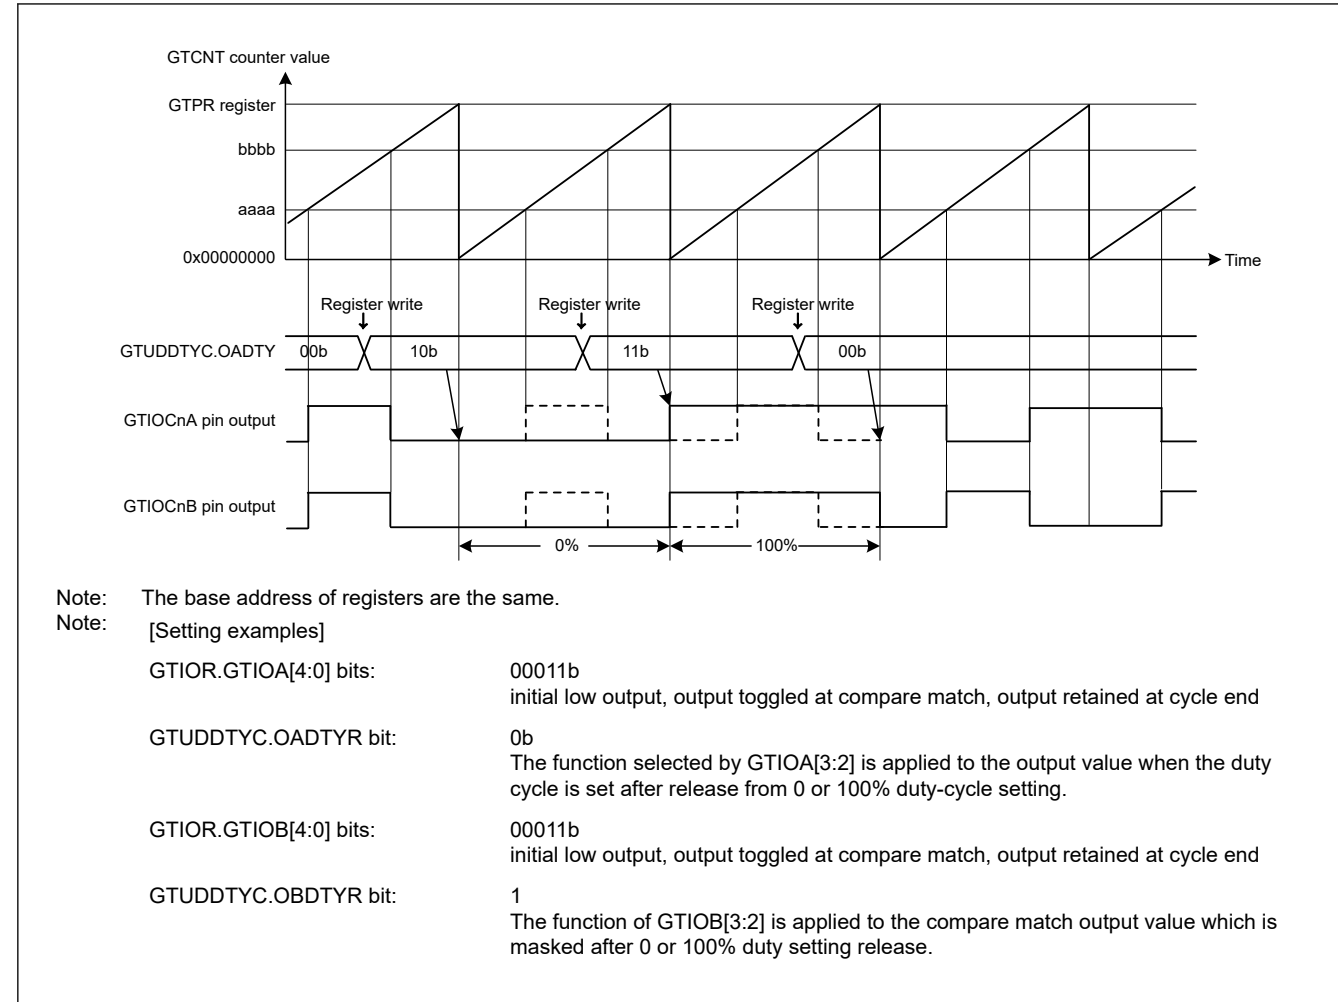 GTCNT counter value
GTPR register
bbbb
aaaa
0x00000000
Time
Register write Register write Register write
GTUDDTYC.OADTY 00b 10b 11b 00b
GTIOCnA pin output
GTIOCnB pin output
0% 100%
Note: The base address of registers are the same.
Note: [Setting examples]
GTIOR.GTIOA[4:0] bits: 00011b
initial low output, output toggled at compare match, output retained at cycle end
GTUDDTYC.OADTYR bit: 0b
The function selected by GTIOA[3:2] is applied to the output value when the duty
cycle is set after release from 0 or 100% duty-cycle setting.
GTIOR.GTIOB[4:0] bits: 00011b
initial low output, output toggled at compare match, output retained at cycle end
GTUDDTYC.OBDTYR bit: 1
The function of GTIOB[3:2] is applied to the compare match output value which is
masked after 0 or 100% duty setting release.